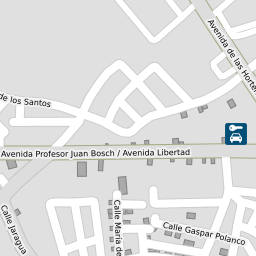 Avenida de las Horten
de los Santos
Avenida Profesor Juan Bosch / Avenida Libertad
Calle Jaragua
Calle María de
Calle Gaspar Polanco